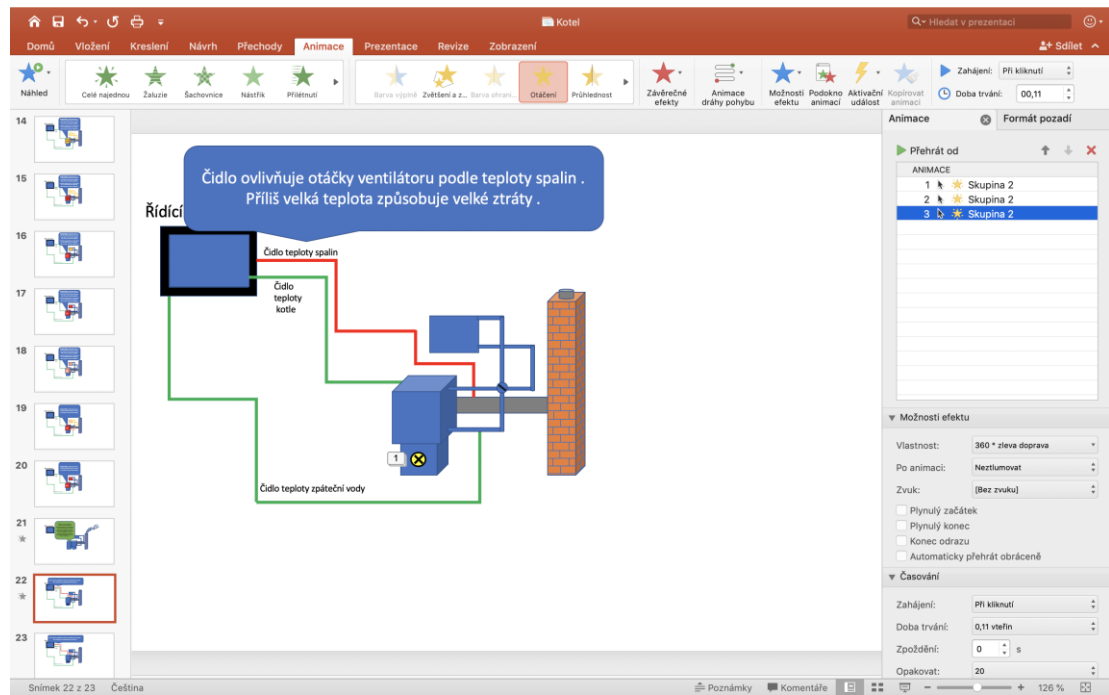 Kotel
Hledat v prezentaci
Domů Vložení Kreslení Návrh Přechody Animace Prezentace Revize Zobrazení
Sdílet
Náhled
Celé najednou Žaluzie Šachovnice Nástřik Přilétnutí
Barva výplně Zvětšení a z... Barva ohrani... Otáčení Průhlednost
Závěrečné efekty
Animace dráhy pohybu
Možnosti efektu
Podokno animací
Aktivační událost
Kopírovat animaci
Zahájení: Při kliknutí
Doba trvání: 00,11
14
15
16
17
18
19
20
21
22
23
Čidlo ovlivňuje otáčky ventilátoru podle teploty spalin .
Příliš velká teplota způsobuje velké ztráty .
Řídící
Čidlo teploty spalin
Čidlo
teploty
kotle
1
Čidlo teploty zpáteční vody
Animace Formát pozadí
Přehrát od
ANIMACE
1 Skupina 2
2 Skupina 2
3 Skupina 2
Možnosti efektu
Vlastnost: 360 ° zleva doprava
Po animaci: Neztlumovat
Zvuk: [Bez zvuku]
Plynulý začátek
Plynulý konec
Konec odrazu
Automaticky přehrát obráceně
Časování
Zahájení: Při kliknutí
Doba trvání: 0,11 vteřin
Zpoždění: 0 s
Opakovat: 20
Snímek 22 z 23 Čeština
Poznámky Komentáře 126 %